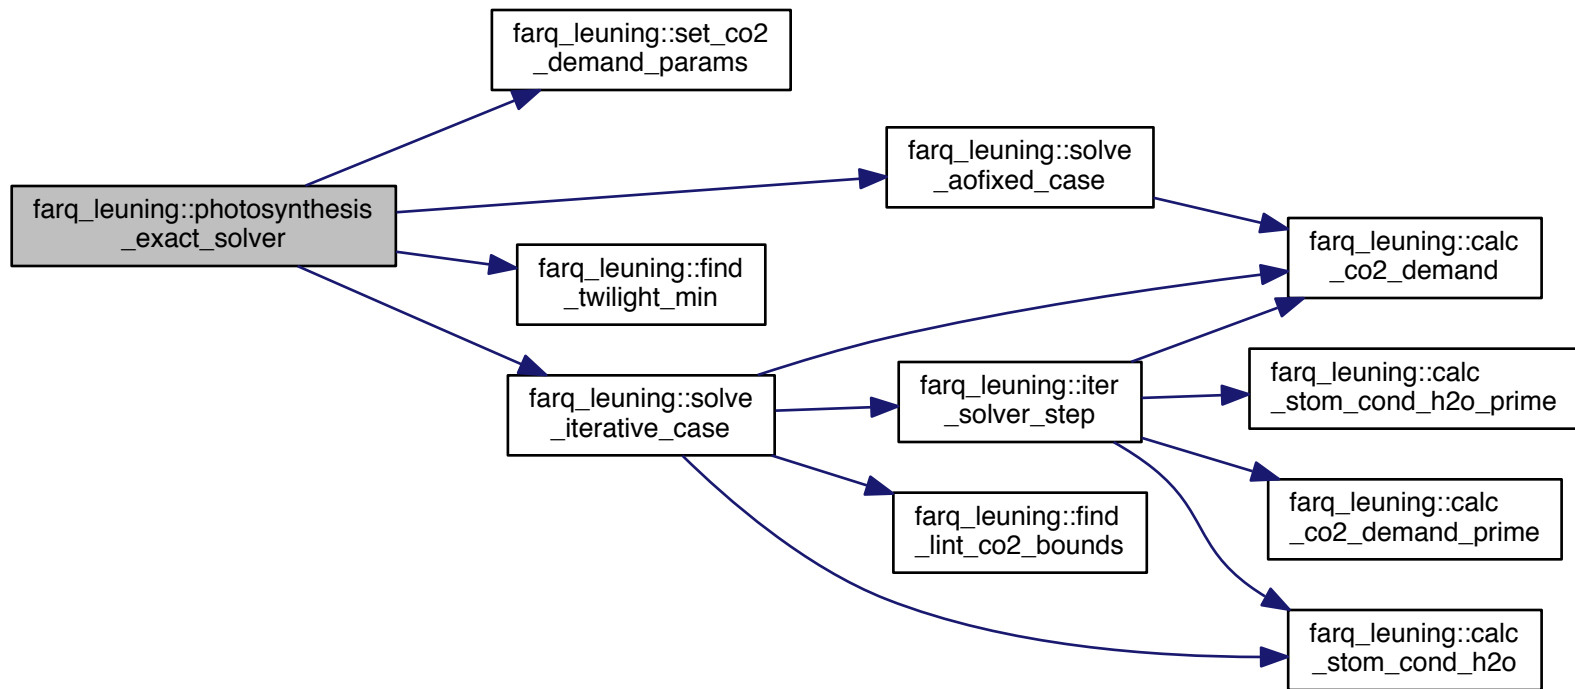 farq_leuning::set_co2
_demand_params
farq_leuning::solve
_aofixed_case
farq_leuning::photosynthesis
_exact_solver
farq_leuning::calc
_co2_demand
farq_leuning::find
_twilight_min
farq_leuning::solve
_iterative_case
farq_leuning::iter
_solver_step
farq_leuning::calc
_stom_cond_h2o_prime
farq_leuning::calc
_co2_demand_prime
farq_leuning::find
_lint_co2_bounds
farq_leuning::calc
_stom_cond_h2o